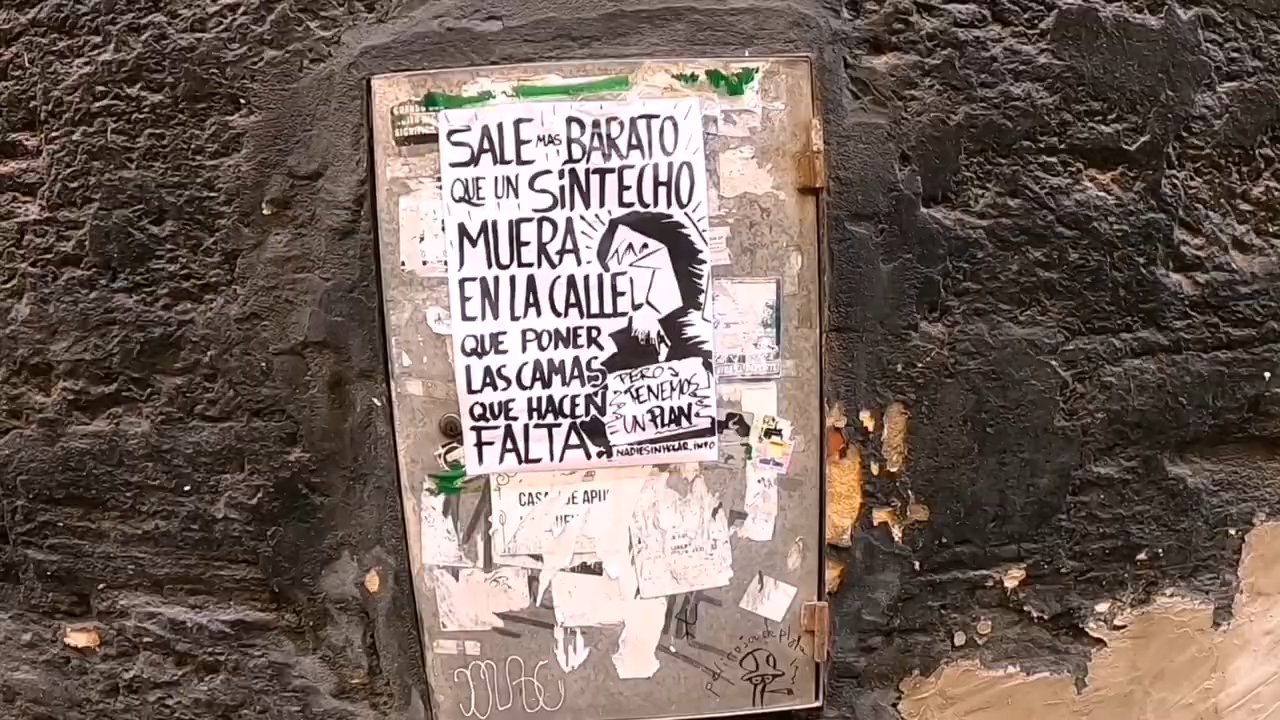 SALE MAS BARATO
QUE UN SiNTECHO
MUERA
EN LA CALLE
QUE PONER
LAS CAMAS
QUE HACEN
FALTA
PERO
TENEMOS
UN PLAN
NADIESINHOGAR.INFO